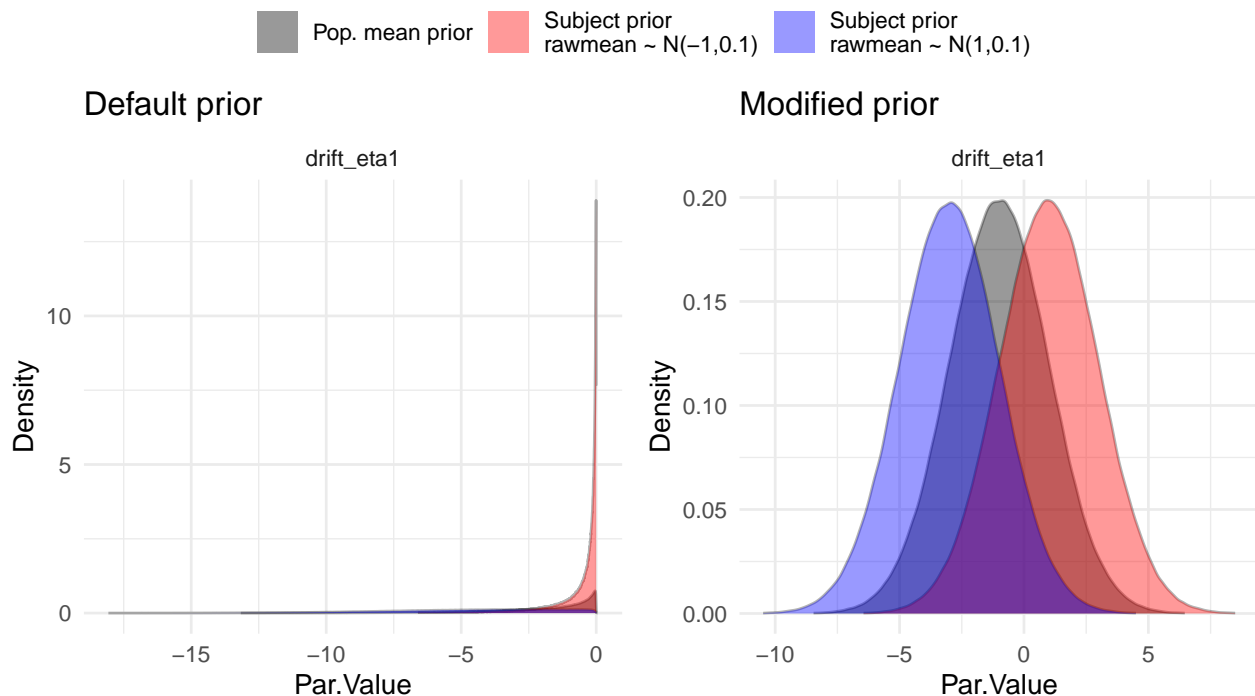 Pop. mean prior
Subject prior
rawmean ~ N(−1,0.1)
Subject prior
rawmean ~ N(1,0.1)
Default prior
drift_eta1
Density
10
5
0
−15
−10
−5
0
Par.Value
Modified prior
drift_eta1
Density
0.20
0.15
0.10
0.05
0.00
−10
−5
0
5
Par.Value